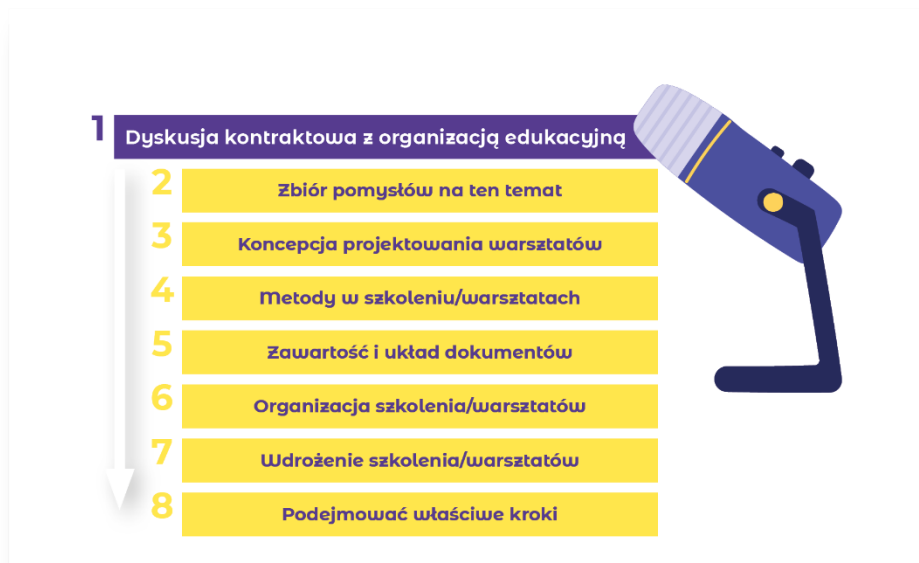 1 Dyskusja kontraktowa z organizacją edukacyjną
2 Zbiór pomysłów na ten temat
3 Koncepcja projektowania warsztatów
4 Metody w szkoleniu/warsztatach
5 Zawartość i układ dokumentów
6 Organizacja szkolenia/warsztatów
7 Wdrożenie szkolenia/warsztatów
8 Podejmować właściwe kroki